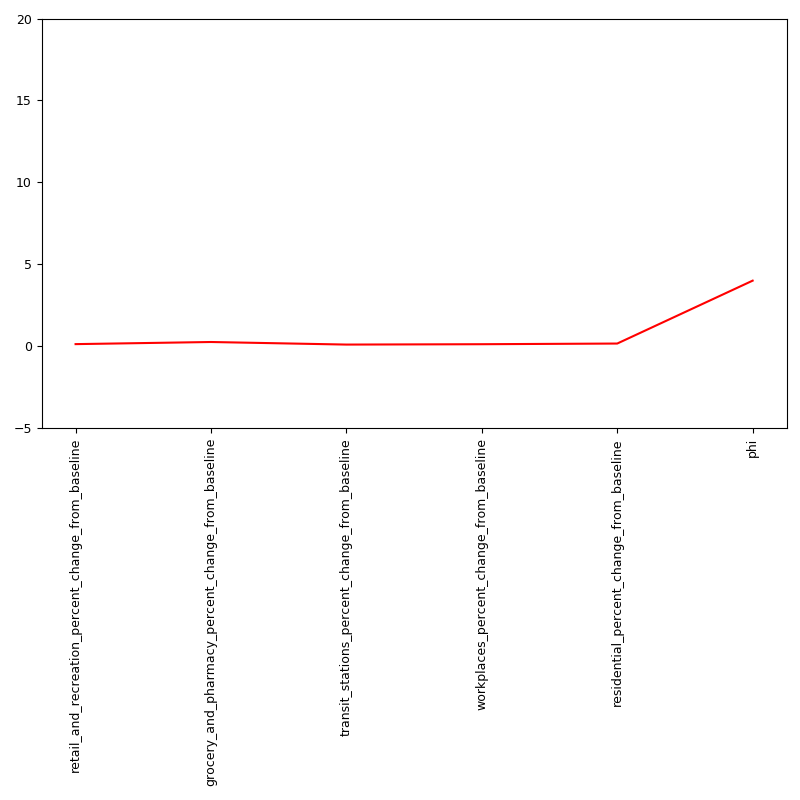 20
15
10
5
0
−5
retail_and_recreation_percent_change_from_baseline
grocery_and_pharmacy_percent_change_from_baseline
transit_stations_percent_change_from_baseline
workplaces_percent_change_from_baseline
residential_percent_change_from_baseline
phi